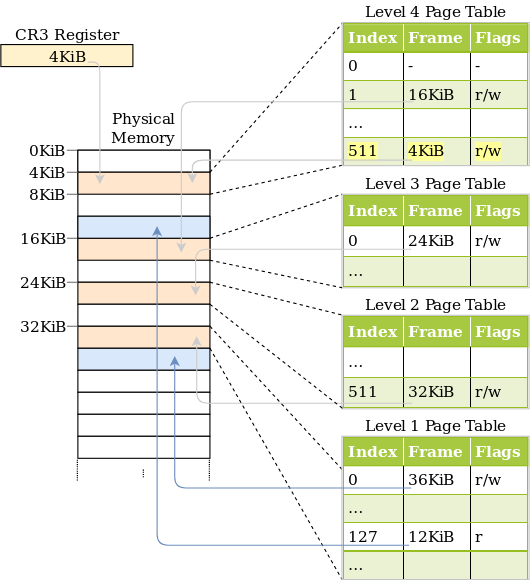 Level 4 Page Table
CR3 Register
4KiB
Index Frame Flags
0 - -
1 16KiB r/w
...
511 4KiB r/w
Physical
Memory
0KiB
4KiB
8KiB
16KiB
24KiB
32KiB
Level 3 Page Table
Index Frame Flags
0 24KiB r/w
...
Level 2 Page Table
Index Frame Flags
...
511 32KiB r/w
Level 1 Page Table
Index Frame Flags
0 36KiB r/w
...
127 12KiB r
...
...